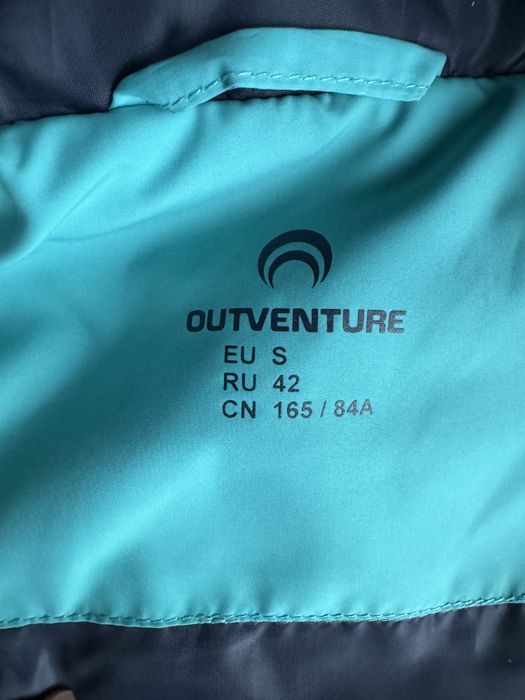 OUTVENTURE
EU S
RU 42
CN 165 / 84A